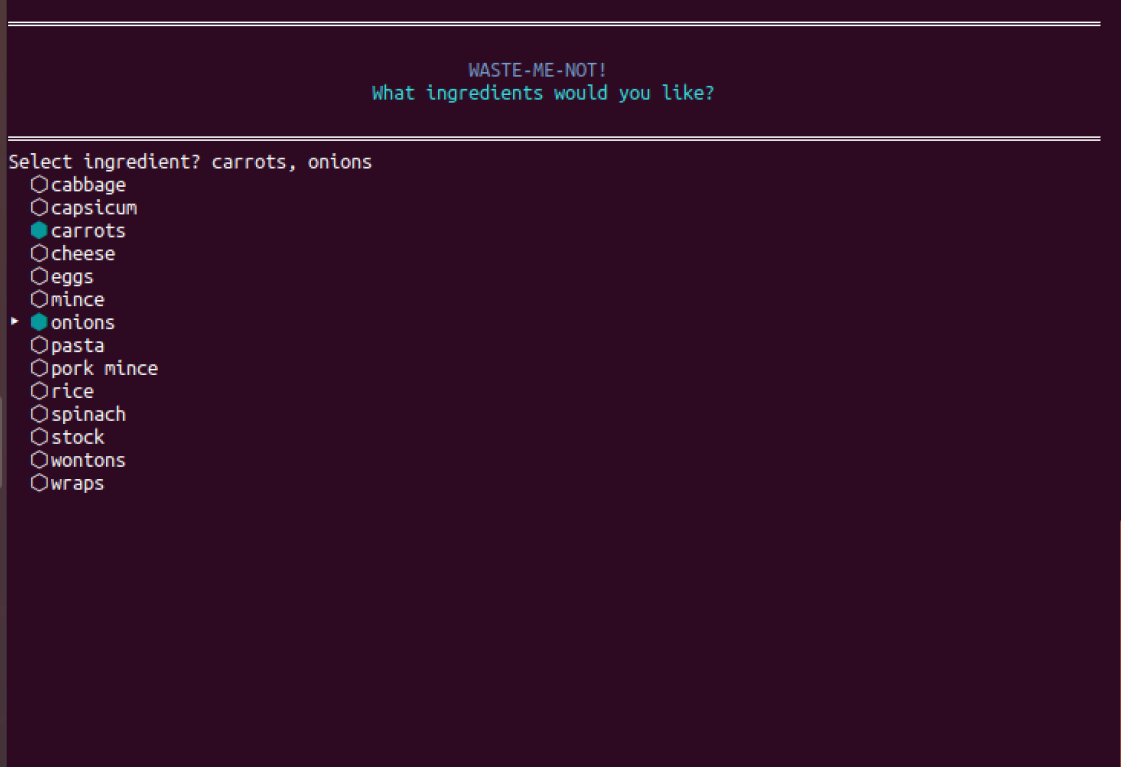 WASTE-ME-NOT!
What ingredients would you like?
Select ingredient? carrots, onions
cabbage
capsicum
carrots
cheese
eggs
mince
onions
pasta
pork mince
rice
spinach
stock
wontons
wraps